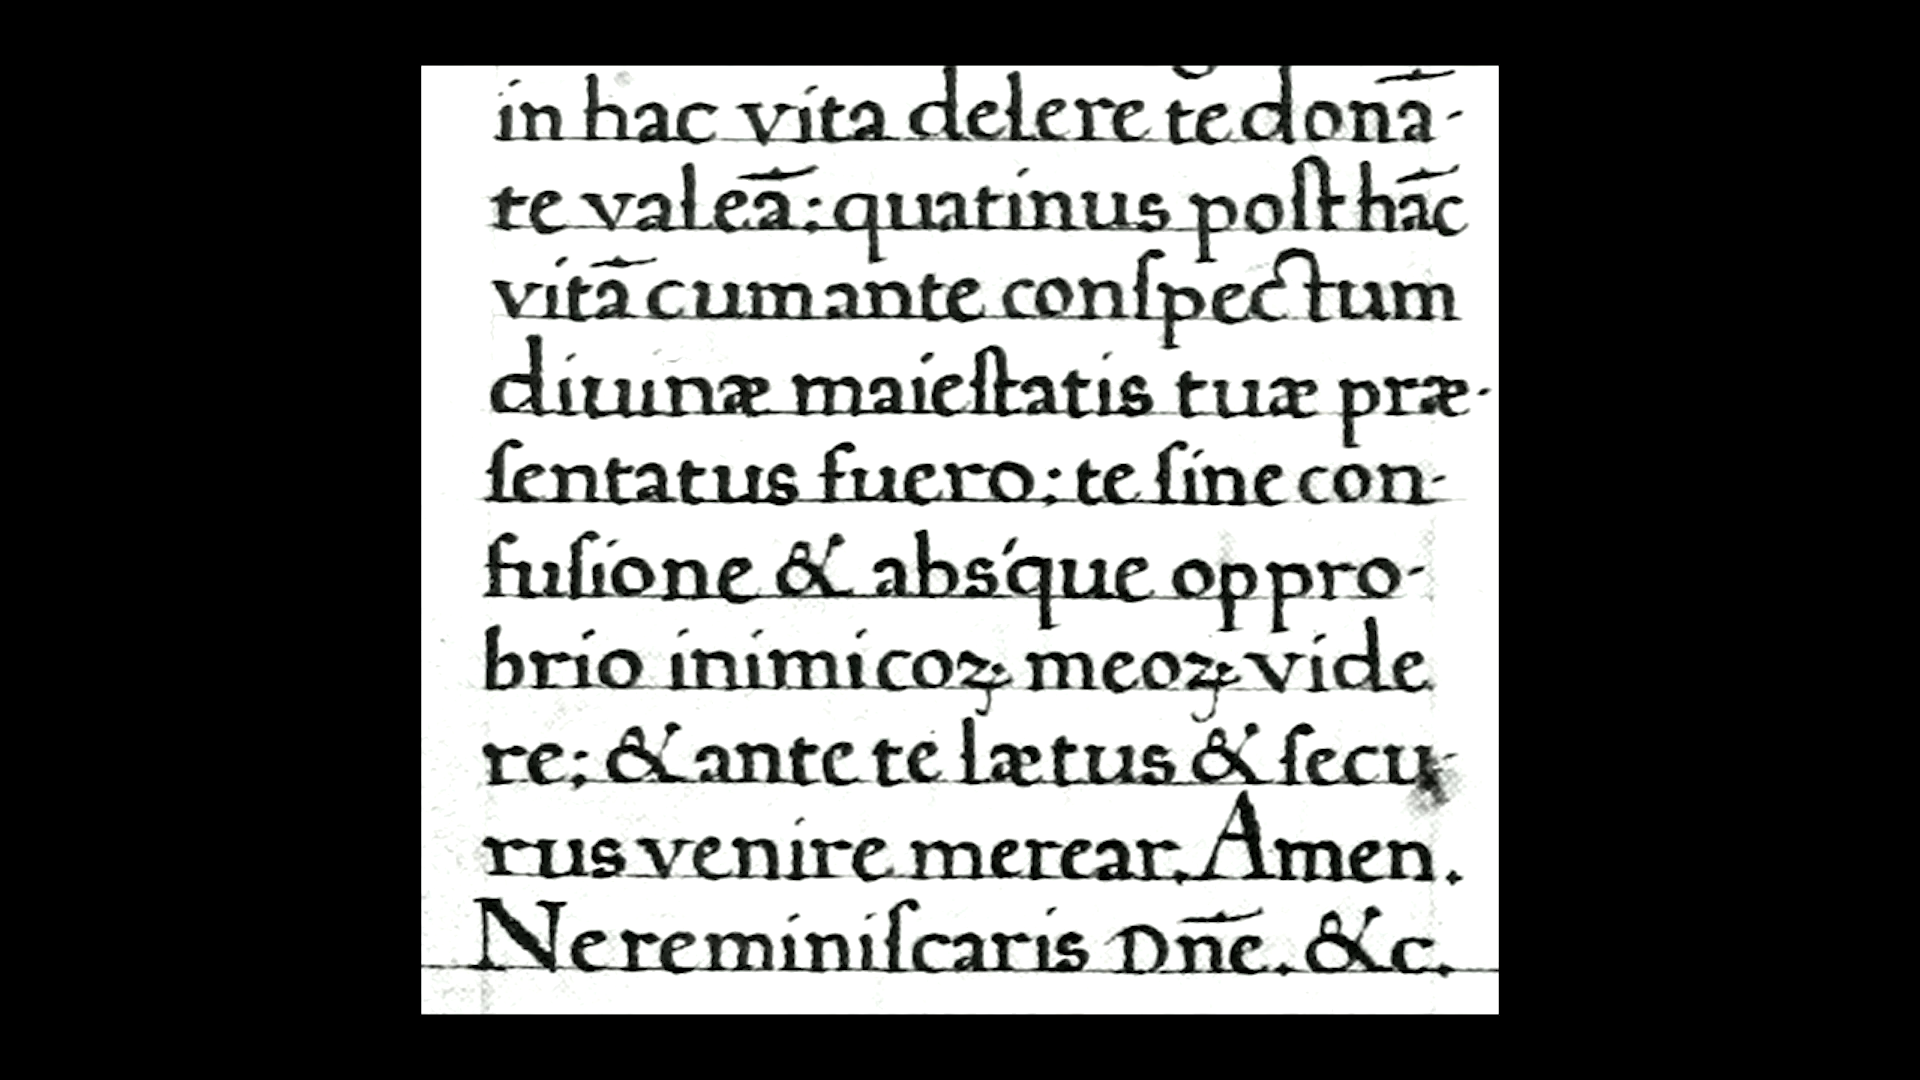 in hac vita delere te donā-
te valeā: quatinus poſt hāc
vitā cum ante conſpectum
diuinæ maieſtatis tuæ præ-
ſentatus fuero: te ſine con-
fuſione & absque oppro-
brio inimicoꝝ meoꝝ vide
re; & ante te lætus & ſecu-
rus venire merear. Amen.
Ne reminiſcaris Dn̄e. &c.